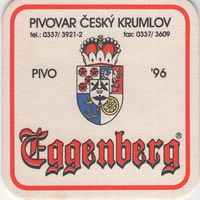 PIVOVAR ČESKÝ KRUMLOV
tel.: 0337/ 3921-2 fax: 0337/ 3609
PIVO '96
Eggenberg ®